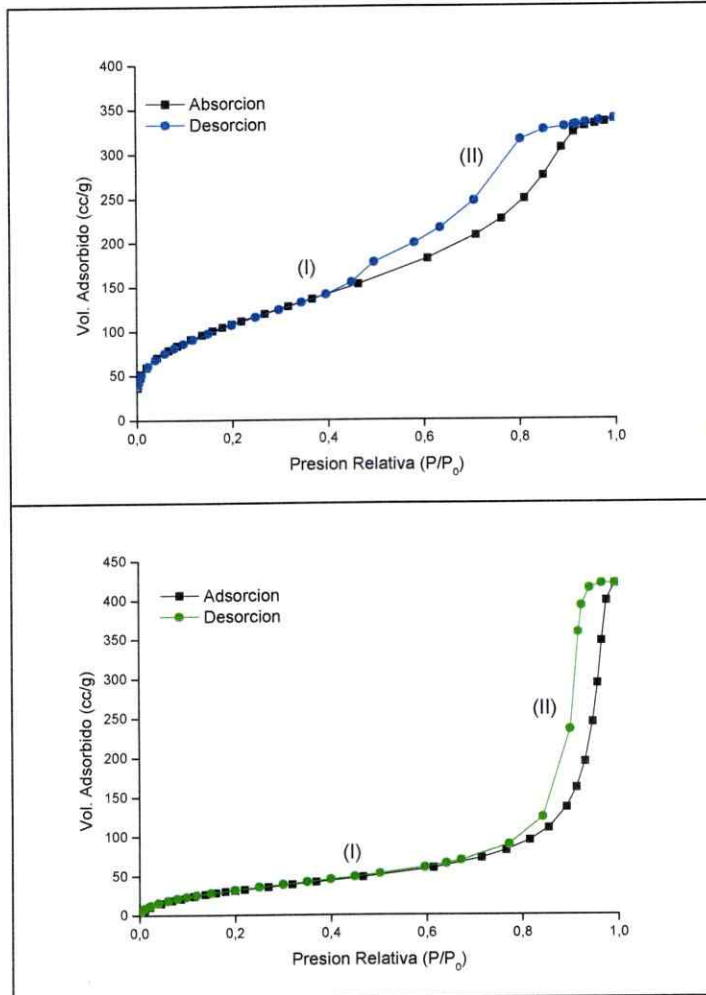 400
350
300
250
200
150
100
50
0
Vol. Adsorbido (cc/g)
Absorcion
Desorcion
(I)
(II)
0,0 0,2 0,4 0,6 0,8 1,0
Presion Relativa (P/P₀)
450
400
350
300
250
200
150
100
50
0
Vol. Adsorbido (cc/g)
Adsorcion
Desorcion
(I)
(II)
0,0 0,2 0,4 0,6 0,8 1,0
Presion Relativa (P/P₀)